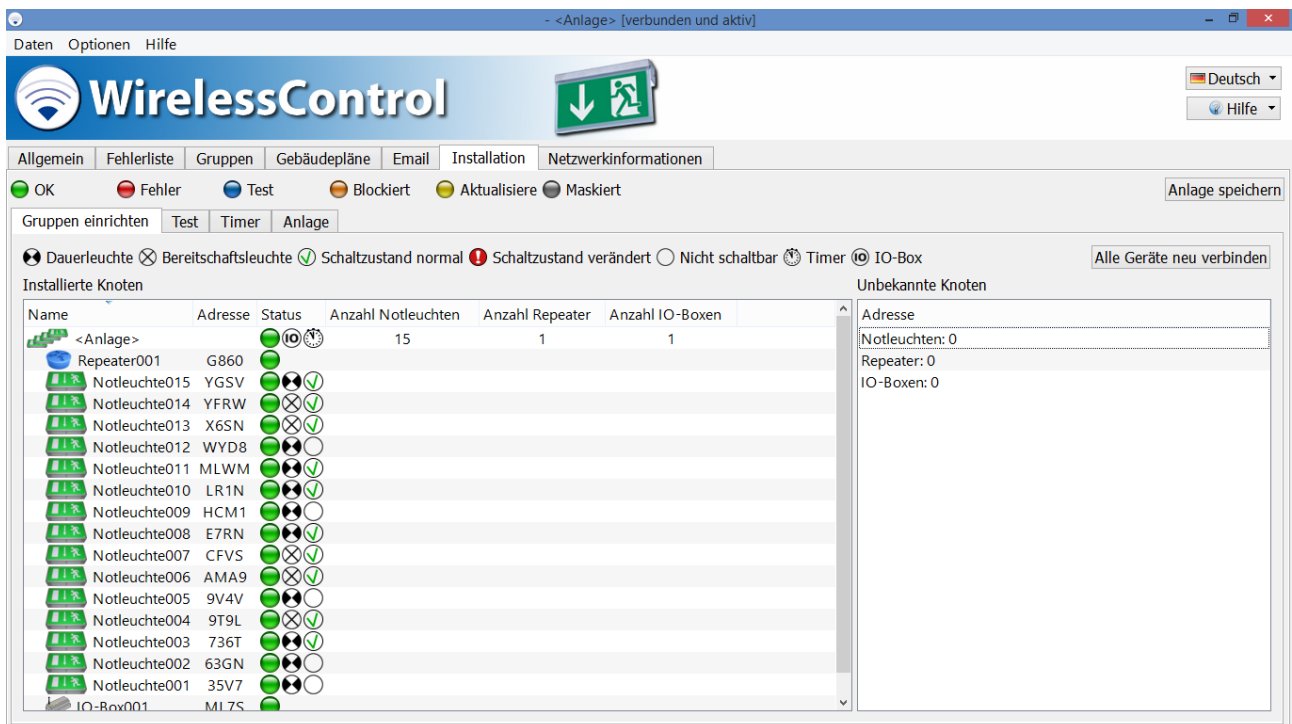 - <Anlage> [verbunden und aktiv]
Daten Optionen Hilfe
WirelessControl
Deutsch
Hilfe
Allgemein Fehlerliste Gruppen Gebäudepläne Email Installation Netzwerkinformationen
OK Fehler Test Blockiert Aktualisiere Maskiert Anlage speichern
Gruppen einrichten Test Timer Anlage
Dauerleuchte Bereitschaftsleuchte Schaltzustand normal Schaltzustand verändert Nicht schaltbar Timer IO IO-Box Alle Geräte neu verbinden
Installierte Knoten Unbekannte Knoten
Name Adresse Status Anzahl Notleuchten Anzahl Repeater Anzahl IO-Boxen Adresse
<Anlage> IO 15 1 1 Notleuchten: 0
Repeater001 G860 Repeater: 0
Notleuchte015 YGSV IO-Boxen: 0
Notleuchte014 YFRW
Notleuchte013 X6SN
Notleuchte012 WYD8
Notleuchte011 MLWM
Notleuchte010 LR1N
Notleuchte009 HCM1
Notleuchte008 E7RN
Notleuchte007 CFVS
Notleuchte006 AMA9
Notleuchte005 9V4V
Notleuchte004 9T9L
Notleuchte003 736T
Notleuchte002 63GN
Notleuchte001 35V7
IO-Box001 ML7S